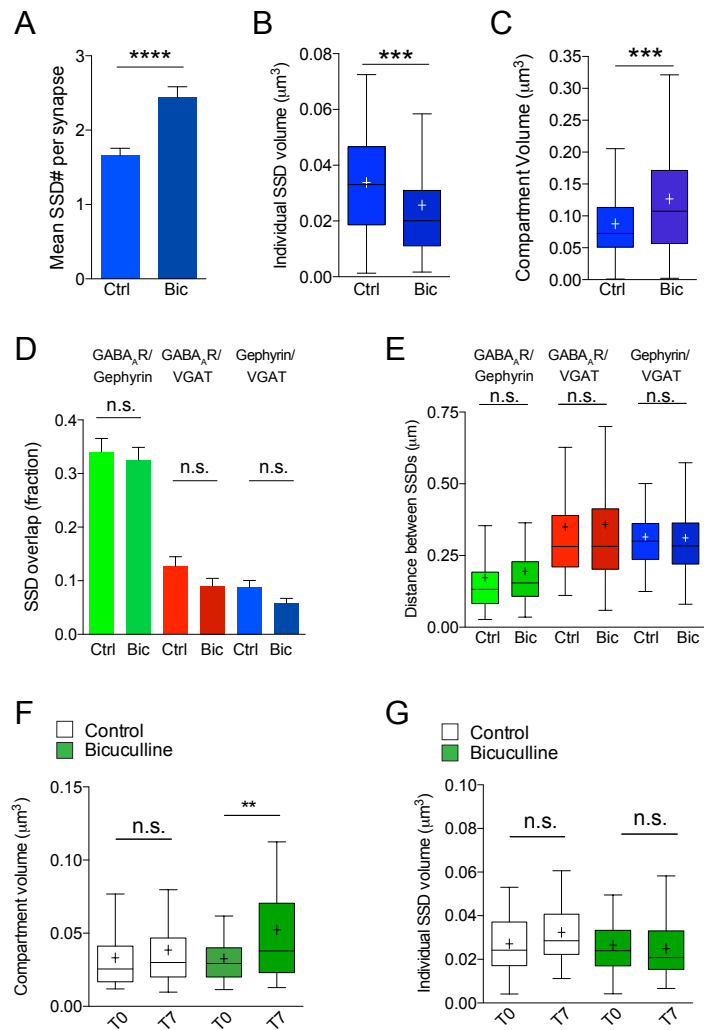 A
Mean SSD# per synapse
3
2
1
0
****
Ctrl
Bic
B
Individual SSD volume (μm³)
0.08
0.06
0.04
0.02
0.00
***
Ctrl
Bic
C
Compartment Volume (μm³)
0.35
0.30
0.25
0.20
0.15
0.10
0.05
0.00
***
Ctrl
Bic
D
GABA_AR/
Gephyrin
GABA_AR/
VGAT
Gephyrin/
VGAT
n.s.
n.s.
n.s.
SSD overlap (fraction)
0.4
0.3
0.2
0.1
0.0
Ctrl Bic Ctrl Bic Ctrl Bic
E
GABA_AR/
Gephyrin
GABA_AR/
VGAT
Gephyrin/
VGAT
n.s.
n.s.
n.s.
Distance between SSDs (μm)
0.75
0.50
0.25
0.00
Ctrl Bic Ctrl Bic Ctrl Bic
F
Control
Bicuculline
Compartment volume (μm³)
0.15
0.10
0.05
0.00
n.s.
**
T0 T7 T0 T7
G
Control
Bicuculline
Individual SSD volume (μm³)
0.10
0.08
0.06
0.04
0.02
0.00
n.s.
n.s.
T0 T7 T0 T7